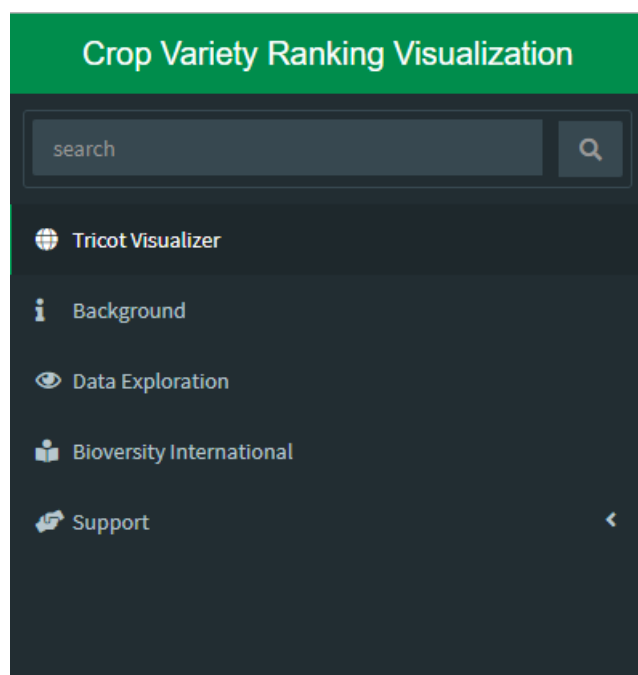 Crop Variety Ranking Visualization
search
Tricot Visualizer
Background
Data Exploration
Bioversity International
Support